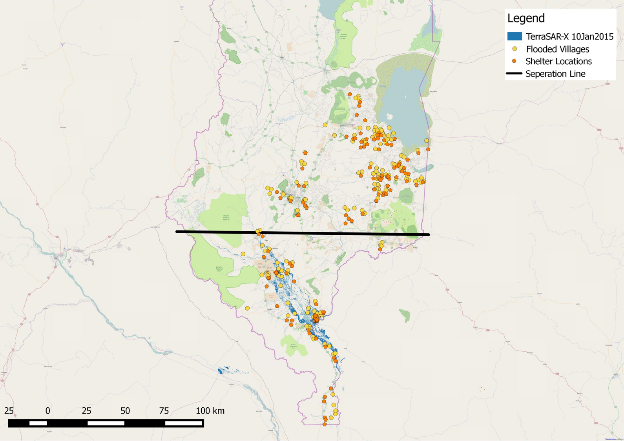 Legend
TerraSAR-X 10Jan2015
Flooded Villages
Shelter Locations
Seperation Line
25 0 25 50 75 100 km